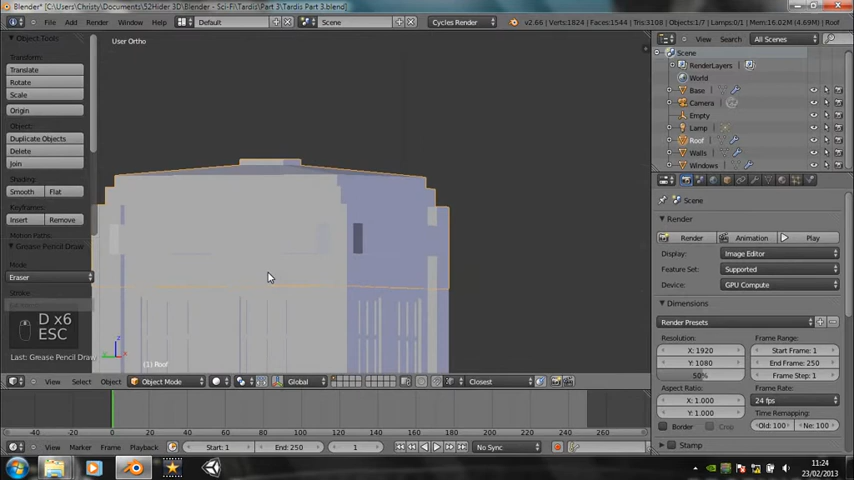 Blender* [C:\Users\Christy\Documents\52Hider 3D\Blender - Sci-Fi\Tardis Part 3\Tardis Part 3.blend]
File Add Render Window Help Default Scene Cycles Render v2.66 Verts:1824 Faces:1544 Tris:3108 Objects:1/7 Lamps:0/1 Mem:16.02M (4.69M) Roof
Object Tools
Transform:
Translate
Rotate
Scale
Origin
Object:
Duplicate Objects
Delete
Join
Shading:
Smooth Flat
Keyframes:
Insert Remove
Motion Paths:
Grease Pencil Draw
Mode
Eraser
Stroke:
D x6
ESC
Last: Grease Pencil Draw
User Ortho
(1) Roof
View Search All Scenes
Scene
RenderLayers
World
Base
Camera
Empty
Lamp
Roof
Walls
Windows
Scene
Render
Render Animation Play
Display: Image Editor
Feature Set: Supported
Device: GPU Compute
Dimensions
Render Presets
Resolution: Frame Range:
X: 1920 Start Frame: 1
Y: 1080 End Frame: 250
50% Frame Step: 1
Aspect Ratio: Frame Rate:
X: 1.000 24 fps
Y: 1.000 Time Remapping:
Border Crop Old: 100 Ne: 100
Stamp
View Select Object Object Mode Global Closest
-40 -20 0 20 40 60 80 100 120 140 160 180 200 220 240 260
View Marker Frame Playback Start: 1 End: 250 1 No Sync
11:24
23/02/2013